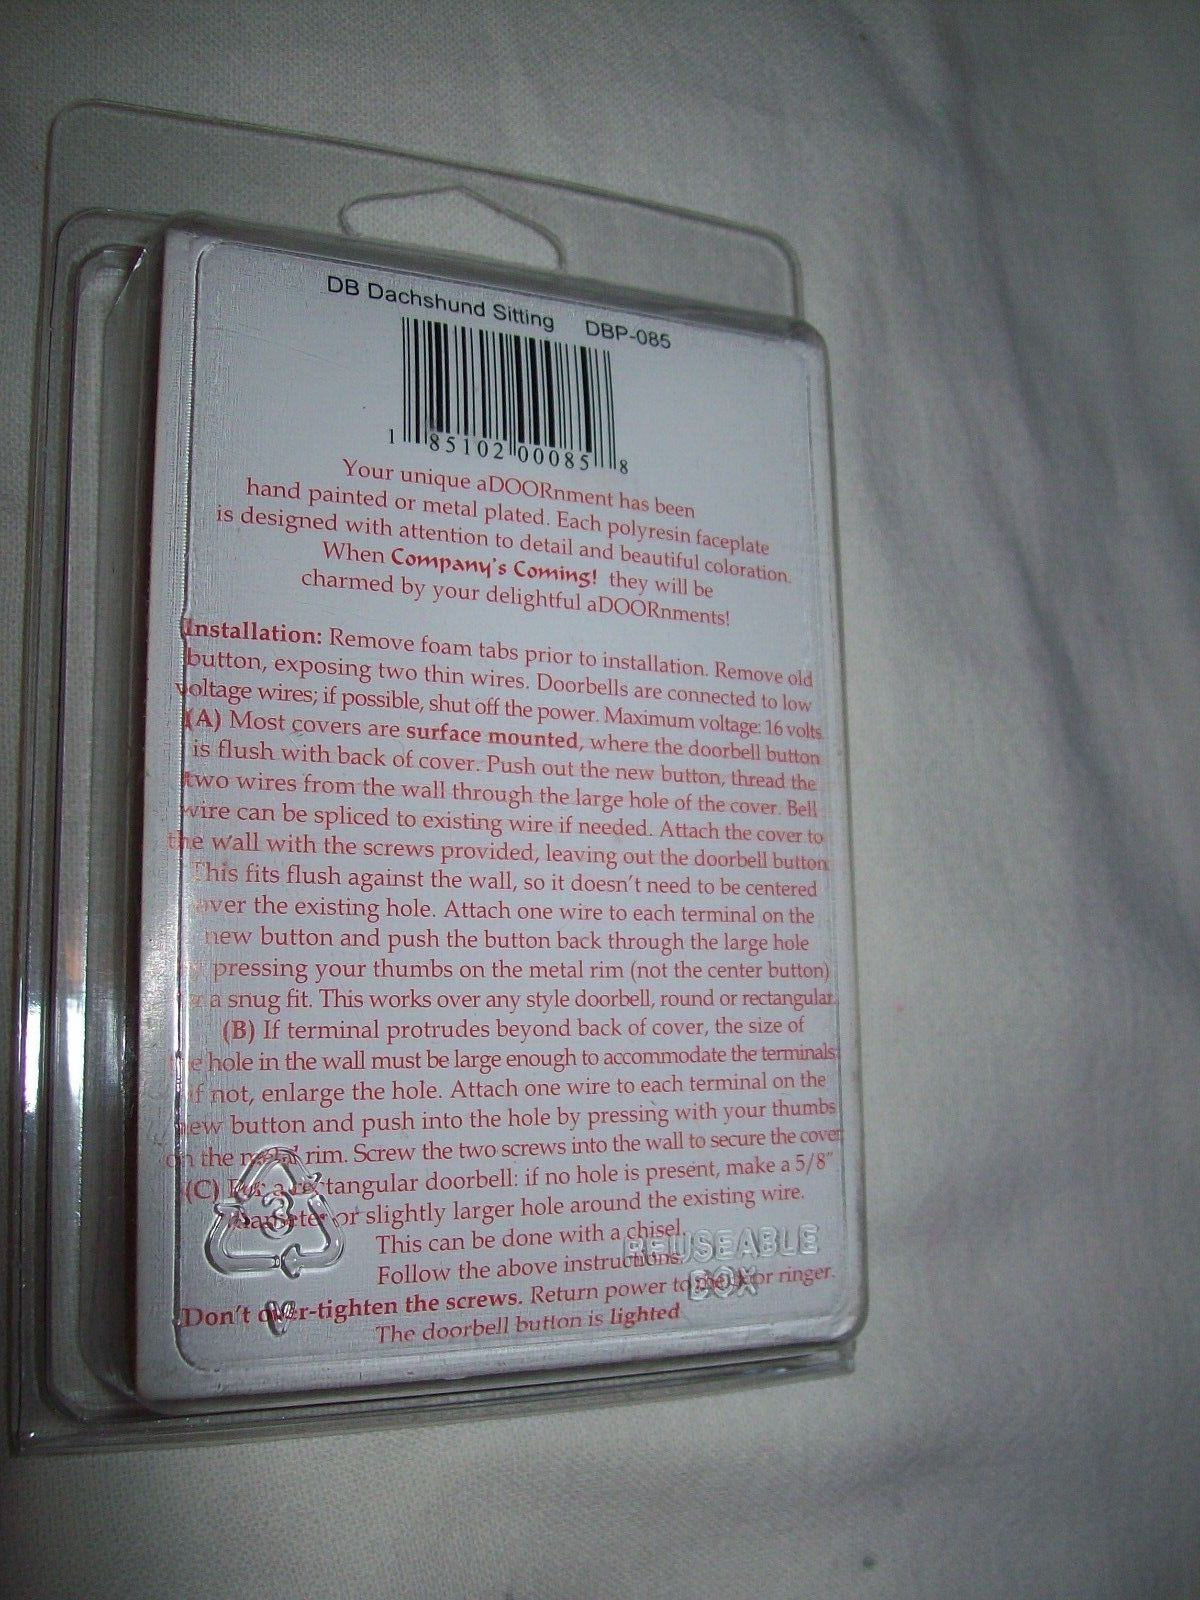 DB Dachshund Sitting DBP-085
1 85102 00085 8
Your unique aDOORnment has been
hand painted or metal plated. Each polyresin faceplate
is designed with attention to detail and beautiful coloration.
When Company's Coming! they will be
charmed by your delightful aDOORnments!
Installation: Remove foam tabs prior to installation. Remove old
button, exposing two thin wires. Doorbells are connected to low
voltage wires; if possible, shut off the power. Maximum voltage: 16 volts.
(A) Most covers are surface mounted, where the doorbell button
is flush with back of cover. Push out the new button, thread the
two wires from the wall through the large hole of the cover. Bell
wire can be spliced to existing wire if needed. Attach the cover to
the wall with the screws provided, leaving out the doorbell button.
This fits flush against the wall, so it doesn't need to be centered
over the existing hole. Attach one wire to each terminal on the
new button and push the button back through the large hole
pressing your thumbs on the metal rim (not the center button)
a snug fit. This works over any style doorbell, round or rectangular.
(B) If terminal protrudes beyond back of cover, the size of
the hole in the wall must be large enough to accommodate the terminals.
If not, enlarge the hole. Attach one wire to each terminal on the
new button and push into the hole by pressing with your thumbs
on the metal rim. Screw the two screws into the wall to secure the cover.
(C) For a rectangular doorbell: if no hole is present, make a 5/8"
diameter or slightly larger hole around the existing wire.
This can be done with a chisel.
Follow the above instructions.
Don't over-tighten the screws. Return power to the door ringer.
The doorbell button is lighted
3
V
REUSEABLE
BOX